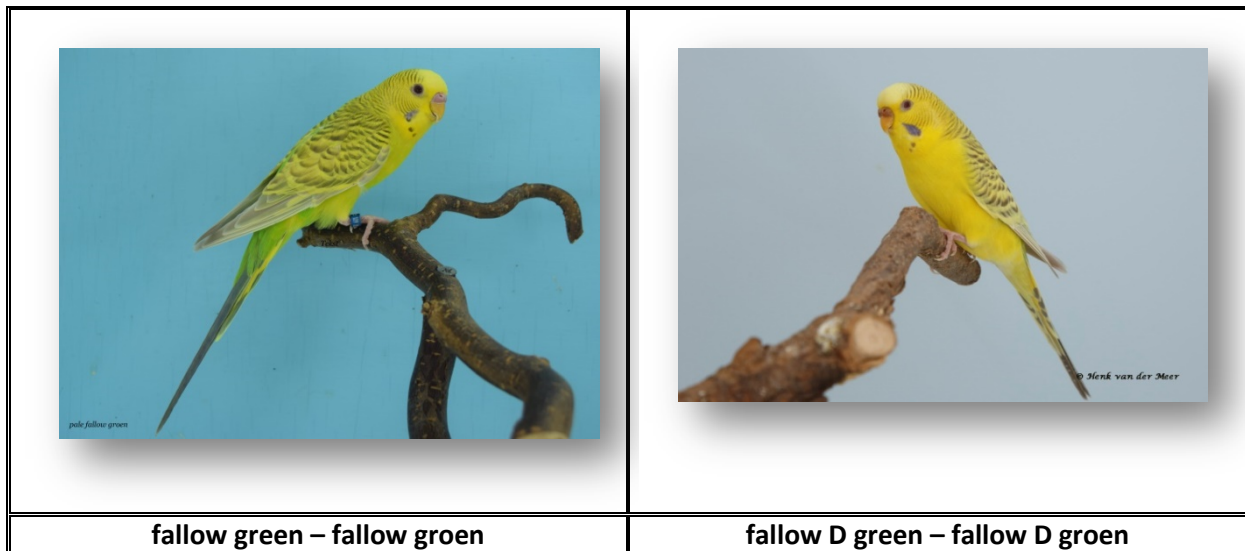 pale fallow groen
© Henk van der Meer
fallow green – fallow groen
fallow D green – fallow D groen